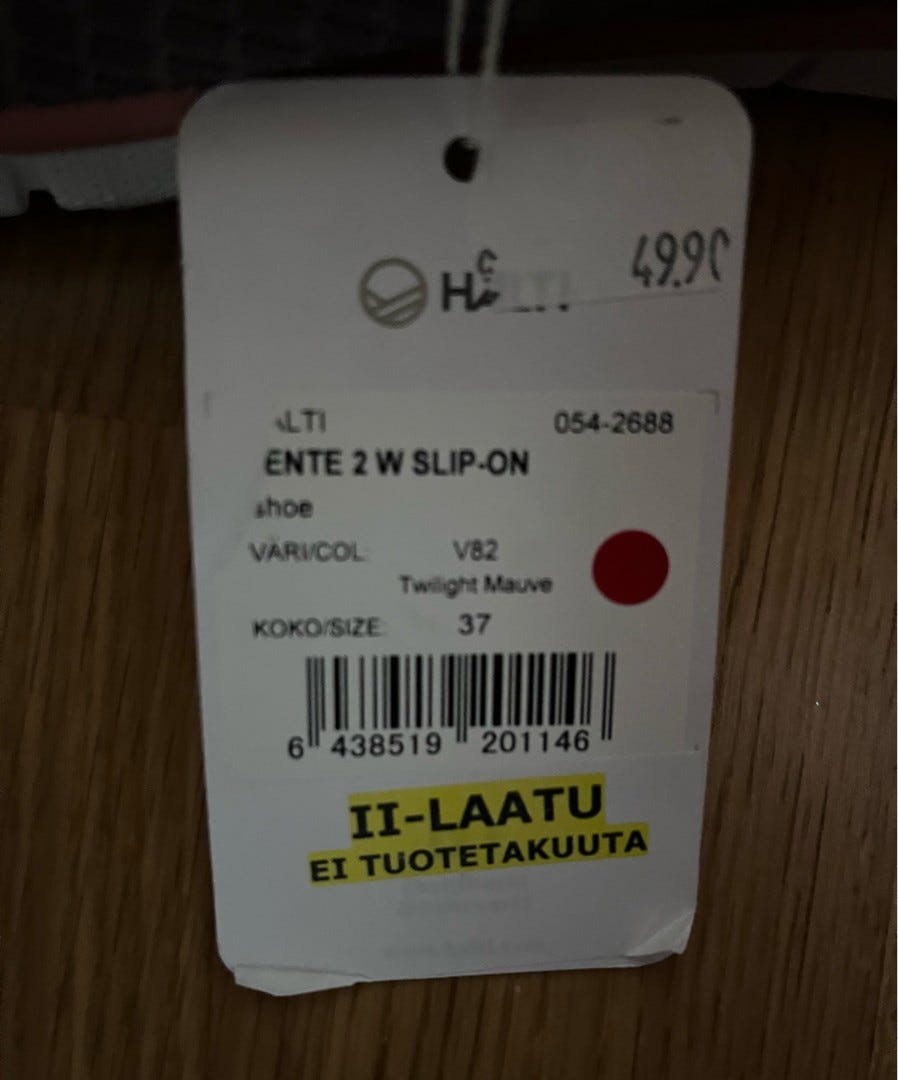 49.90
H LTI
ALTI
054-2688
ENTE 2 W SLIP-ON
shoe
VÄRI/COL:
V82
Twilight Mauve
KOKO/SIZE:
37
6 438519 201146
II-LAATU
EI TUOTETAKUUTA